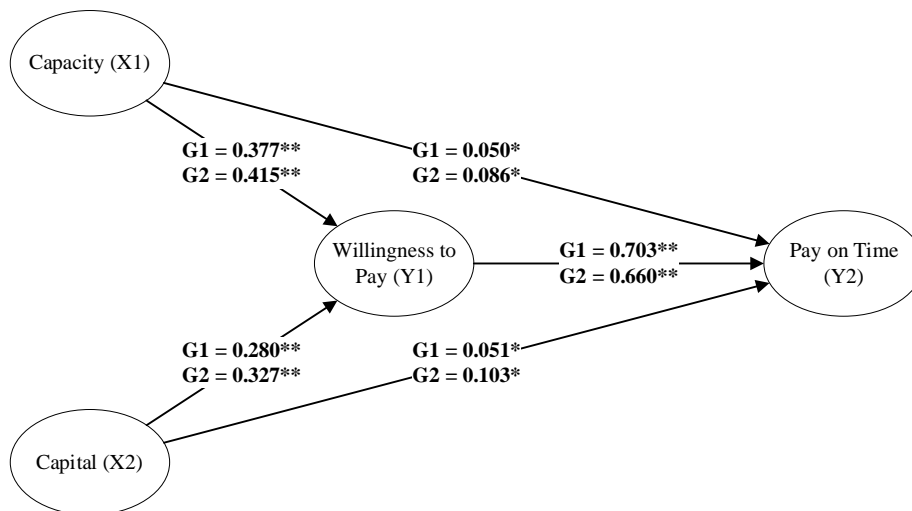 Capacity (X1)
G1 = 0.377**
G2 = 0.415**
G1 = 0.050*
G2 = 0.086*
Willingness to
Pay (Y1)
G1 = 0.703**
G2 = 0.660**
Pay on Time
(Y2)
G1 = 0.280**
G2 = 0.327**
G1 = 0.051*
G2 = 0.103*
Capital (X2)